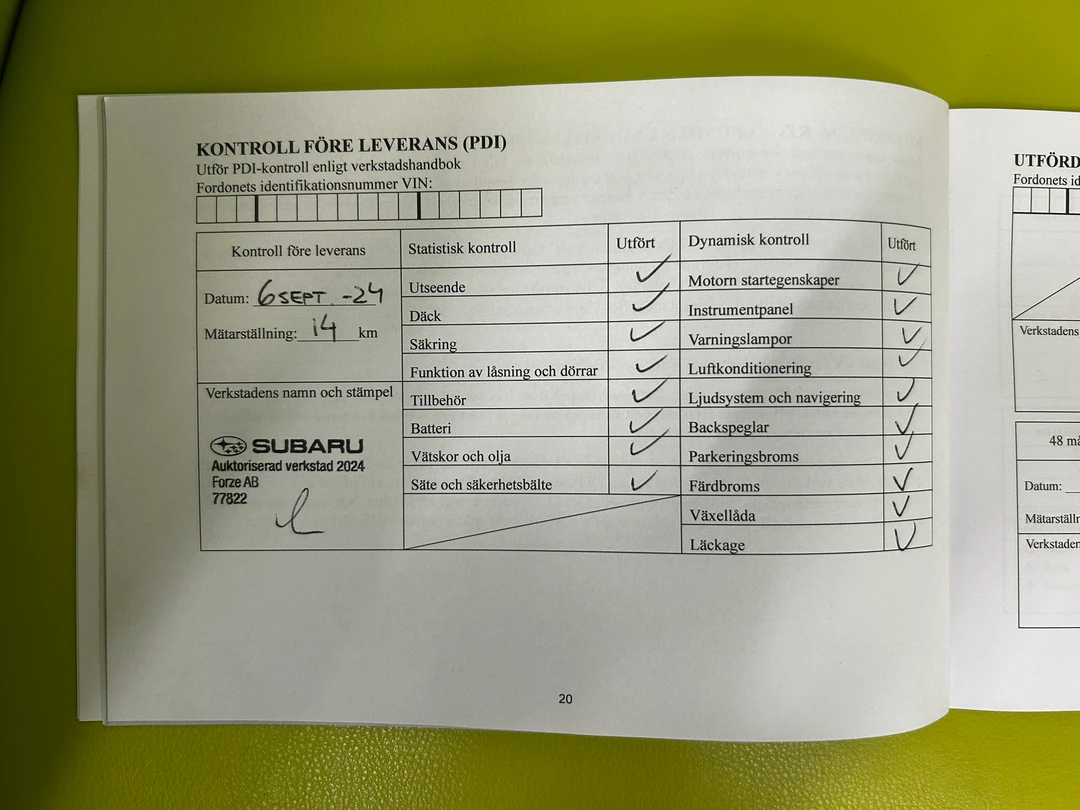 KONTROLL FÖRE LEVERANS (PDI)
Utför PDI-kontroll enligt verkstadshandbok
Fordonets identifikationsnummer VIN:
Kontroll före leverans
Datum: 6 SEPT. -24
Mätarställning: 14 km
Verkstadens namn och stämpel
SUBARU
Auktoriserad verkstad 2024
Forze AB
77822
Statistisk kontroll Utfört
Utseende ✓
Däck ✓
Säkring ✓
Funktion av låsning och dörrar ✓
Tillbehör ✓
Batteri ✓
Vätskor och olja ✓
Säte och säkerhetsbälte ✓
Dynamisk kontroll Utfört
Motorn startegenskaper ✓
Instrumentpanel ✓
Varningslampor ✓
Luftkonditionering ✓
Ljudsystem och navigering ✓
Backspeglar ✓
Parkeringsbroms ✓
Färdbroms ✓
Växellåda ✓
Läckage ✓
20
UTFÖRD
Fordonets id
Verkstadens
48 må
Datum:
Mätarställn
Verkstaden